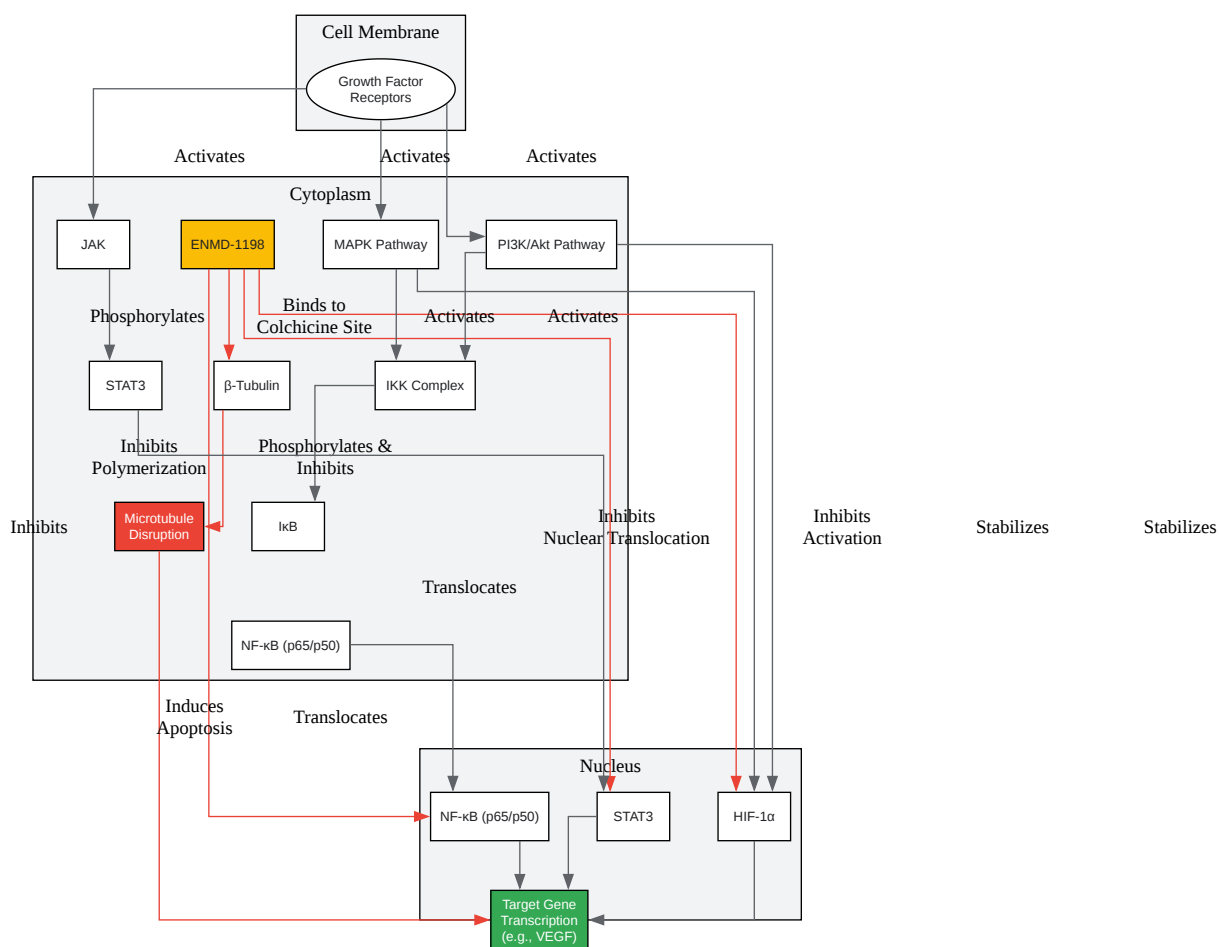 Cell Membrane
Growth Factor
Receptors
Activates
Activates
Activates
Cytoplasm
JAK
ENMD-1198
MAPK Pathway
PI3K/Akt Pathway
Phosphorylates
Binds to
Colchicine Site
Activates
Activates
STAT3
β-Tubulin
IKK Complex
Inhibits
Polymerization
Phosphorylates &
Inhibits
Inhibits
Microtubule
Disruption
IκB
Inhibits
Nuclear Translocation
Inhibits
Activation
Stabilizes
Stabilizes
Translocates
NF-κB (p65/p50)
Induces
Apoptosis
Translocates
Nucleus
NF-κB (p65/p50)
STAT3
HIF-1α
Target Gene
Transcription
(e.g., VEGF)